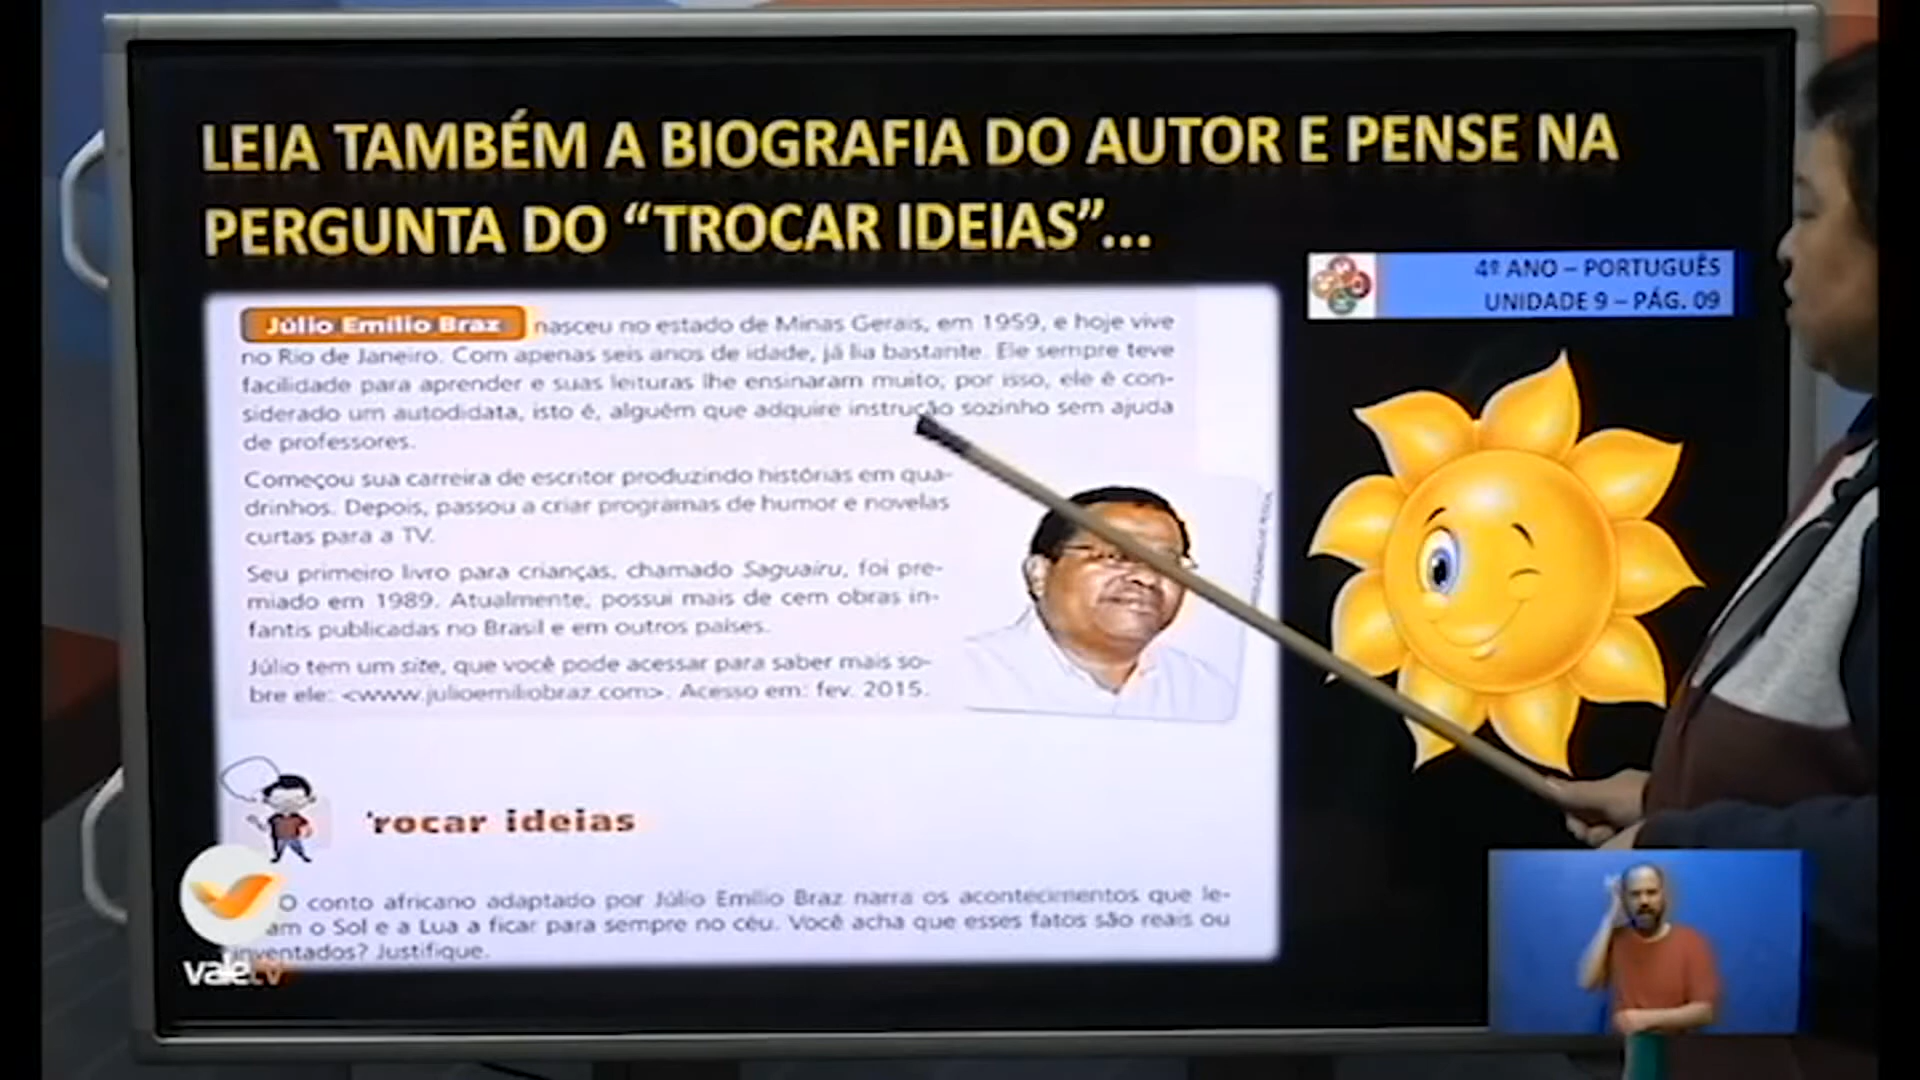 LEIA TAMBÉM A BIOGRAFIA DO AUTOR E PENSE NA
PERGUNTA DO “TROCAR IDEIAS”...
4º ANO – PORTUGUÊS
UNIDADE 9 – PÁG. 09
Júlio Emílio Braz nasceu no estado de Minas Gerais, em 1959, e hoje vive
no Rio de Janeiro. Com apenas seis anos de idade, já lia bastante. Ele sempre teve
facilidade para aprender e suas leituras lhe ensinaram muito; por isso, ele é con-
siderado um autodidata, isto é, alguém que adquire instrução sozinho sem ajuda
de professores.
Começou sua carreira de escritor produzindo histórias em qua-
drinhos. Depois, passou a criar programas de humor e novelas
curtas para a TV.
Seu primeiro livro para crianças, chamado Saguairu, foi pre-
miado em 1989. Atualmente, possui mais de cem obras in-
fantis publicadas no Brasil e em outros países.
Júlio tem um site, que você pode acessar para saber mais so-
bre ele: <www.julioemiliobraz.com>. Acesso em: fev. 2015.
rocar ideias
O conto africano adaptado por Júlio Emílio Braz narra os acontecimentos que le-
am o Sol e a Lua a ficar para sempre no céu. Você acha que esses fatos são reais ou
inventados? Justifique.
valetv